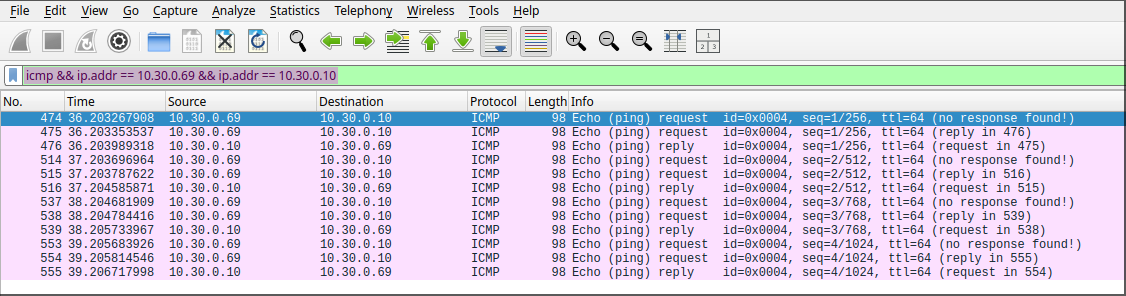 File Edit View Go Capture Analyze Statistics Telephony Wireless Tools Help
icmp && ip.addr == 10.30.0.69 && ip.addr == 10.30.0.10
No. Time Source Destination Protocol Length Info
474 36.203267908 10.30.0.69 10.30.0.10 ICMP 98 Echo (ping) request id=0x0004, seq=1/256, ttl=64 (no response found!)
475 36.203353537 10.30.0.69 10.30.0.10 ICMP 98 Echo (ping) request id=0x0004, seq=1/256, ttl=64 (reply in 476)
476 36.203989318 10.30.0.10 10.30.0.69 ICMP 98 Echo (ping) reply id=0x0004, seq=1/256, ttl=64 (request in 475)
514 37.203696964 10.30.0.69 10.30.0.10 ICMP 98 Echo (ping) request id=0x0004, seq=2/512, ttl=64 (no response found!)
515 37.203787622 10.30.0.69 10.30.0.10 ICMP 98 Echo (ping) request id=0x0004, seq=2/512, ttl=64 (reply in 516)
516 37.204585871 10.30.0.10 10.30.0.69 ICMP 98 Echo (ping) reply id=0x0004, seq=2/512, ttl=64 (request in 515)
537 38.204681909 10.30.0.69 10.30.0.10 ICMP 98 Echo (ping) request id=0x0004, seq=3/768, ttl=64 (no response found!)
538 38.204784416 10.30.0.69 10.30.0.10 ICMP 98 Echo (ping) request id=0x0004, seq=3/768, ttl=64 (reply in 539)
539 38.205733967 10.30.0.10 10.30.0.69 ICMP 98 Echo (ping) reply id=0x0004, seq=3/768, ttl=64 (request in 538)
553 39.205683926 10.30.0.69 10.30.0.10 ICMP 98 Echo (ping) request id=0x0004, seq=4/1024, ttl=64 (no response found!)
554 39.205814546 10.30.0.69 10.30.0.10 ICMP 98 Echo (ping) request id=0x0004, seq=4/1024, ttl=64 (reply in 555)
555 39.206717998 10.30.0.10 10.30.0.69 ICMP 98 Echo (ping) reply id=0x0004, seq=4/1024, ttl=64 (request in 554)